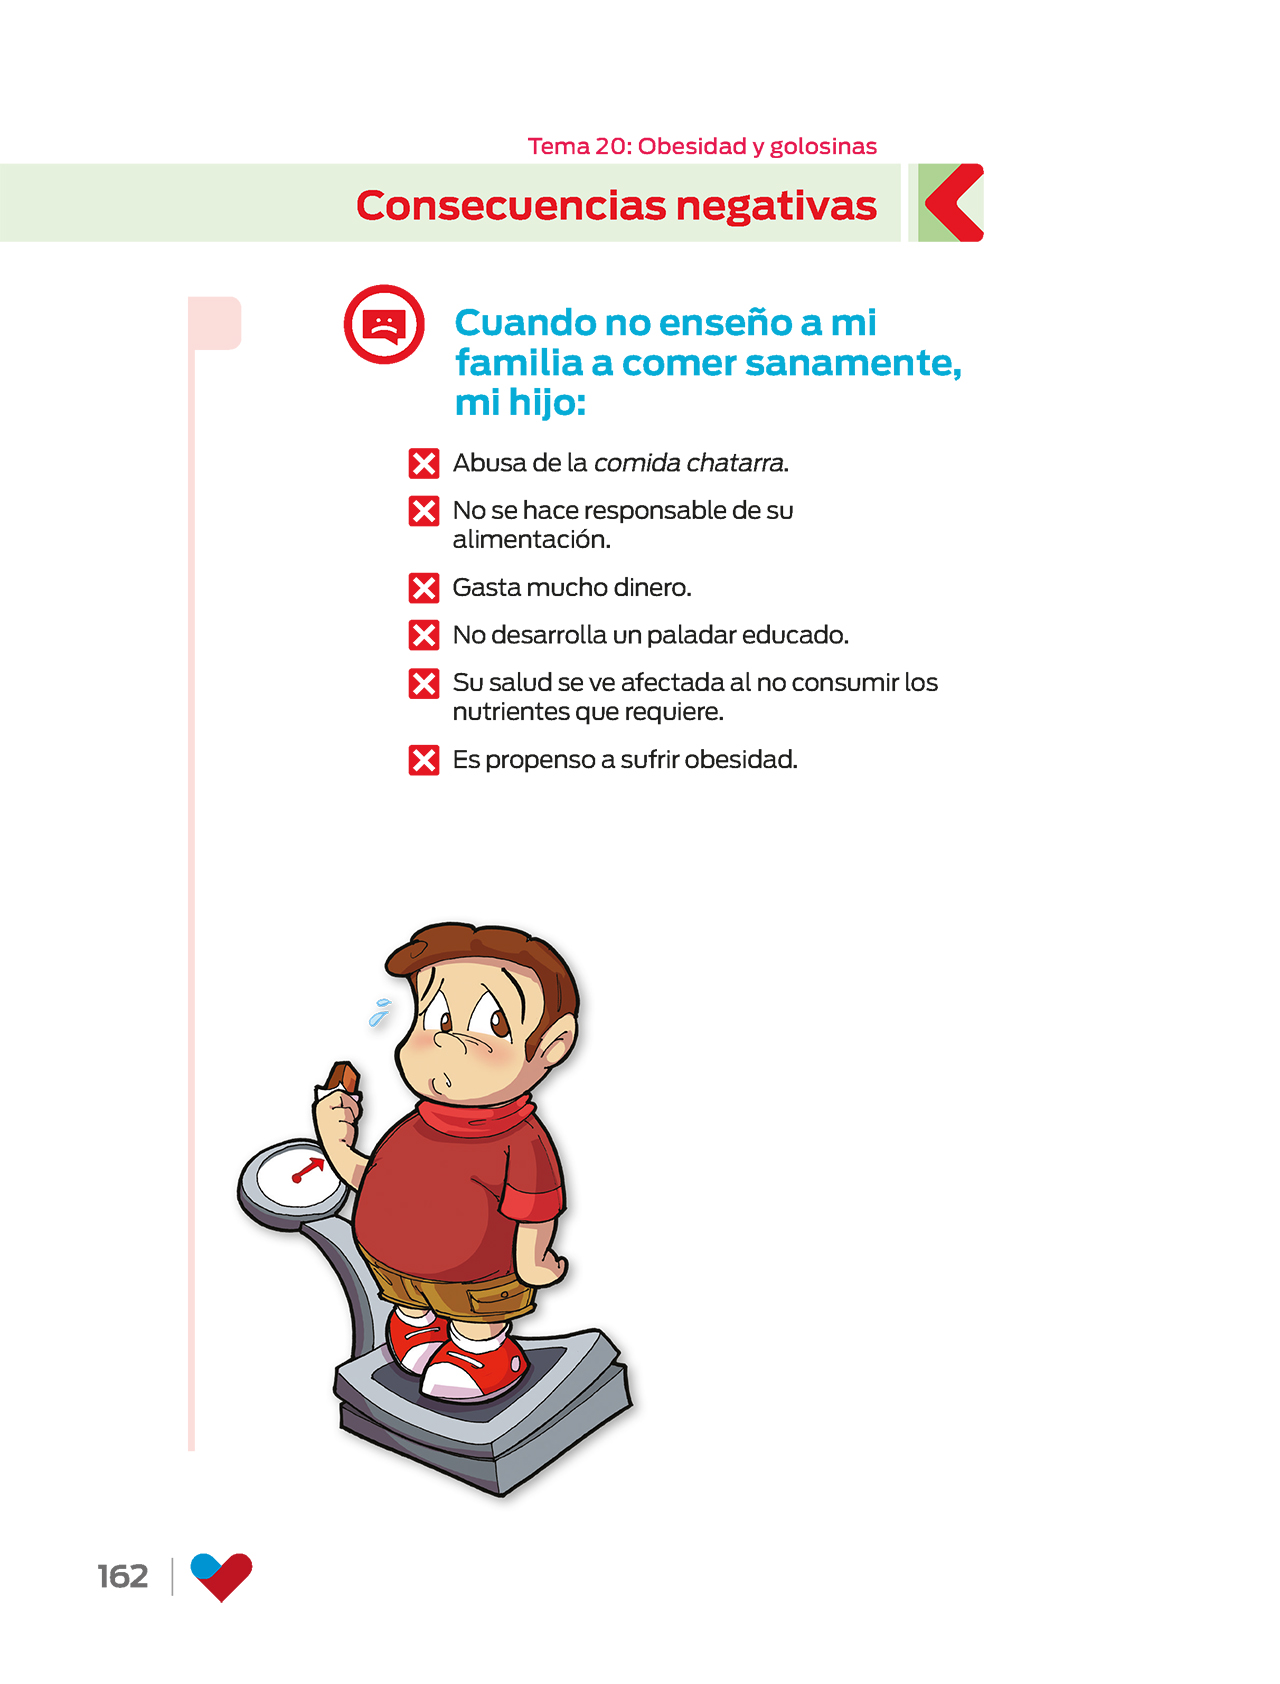 Tema 20: Obesidad y golosinas
Consecuencias negativas
Cuando no enseño a mi
familia a comer sanamente,
mi hijo:
Abusa de la comida chatarra.
No se hace responsable de su
alimentación.
Gasta mucho dinero.
No desarrolla un paladar educado.
Su salud se ve afectada al no consumir los
nutrientes que requiere.
Es propenso a sufrir obesidad.
162